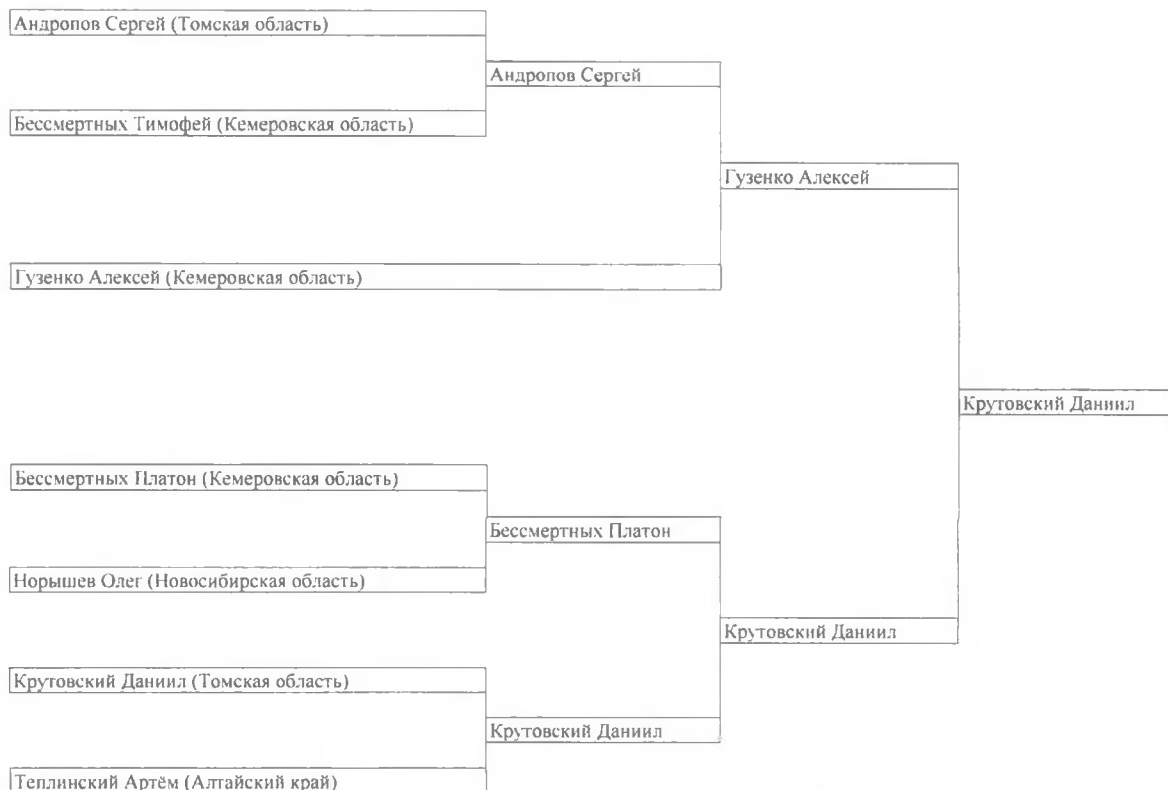 Андропов Сергей (Томская область)
Андропов Сергей
Бессмертных Тимофей (Кемеровская область)
Гузенко Алексей
Гузенко Алексей (Кемеровская область)
Крутовский Даниил
Бессмертных Платон (Кемеровская область)
Бессмертных Платон
Норышев Олег (Новосибирская область)
Крутовский Даниил
Крутовский Даниил (Томская область)
Крутовский Даниил
Теплинский Артём (Алтайский край)